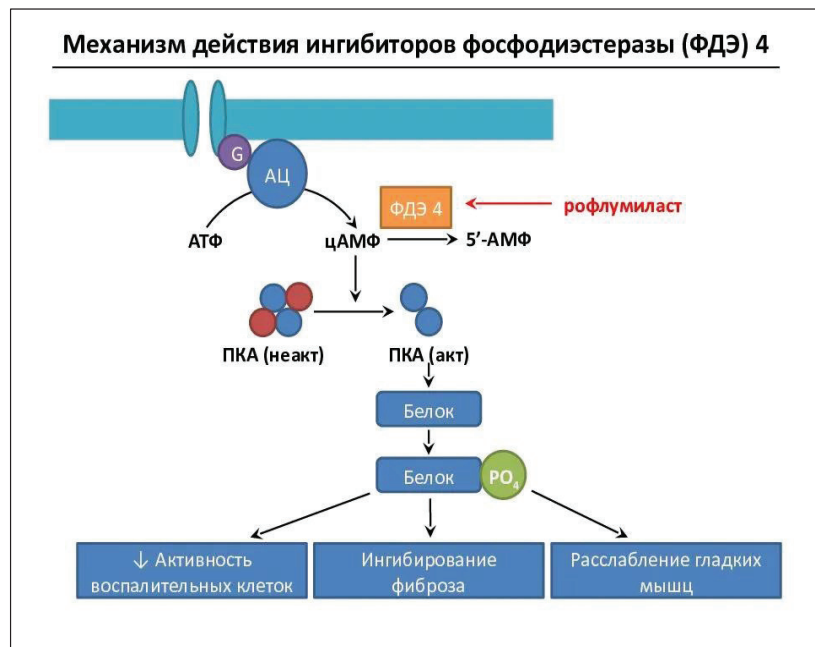 Механизм действия ингибиторов фосфодиэстеразы (ФДЭ) 4
G
АЦ
ФДЭ 4
рофлумиласт
АТФ
цАМФ
5’-АМФ
ПКА (неакт)
ПКА (акт)
Белок
Белок
PO₄
↓ Активность
воспалительных клеток
Ингибирование
фиброза
Расслабление гладких
мышц